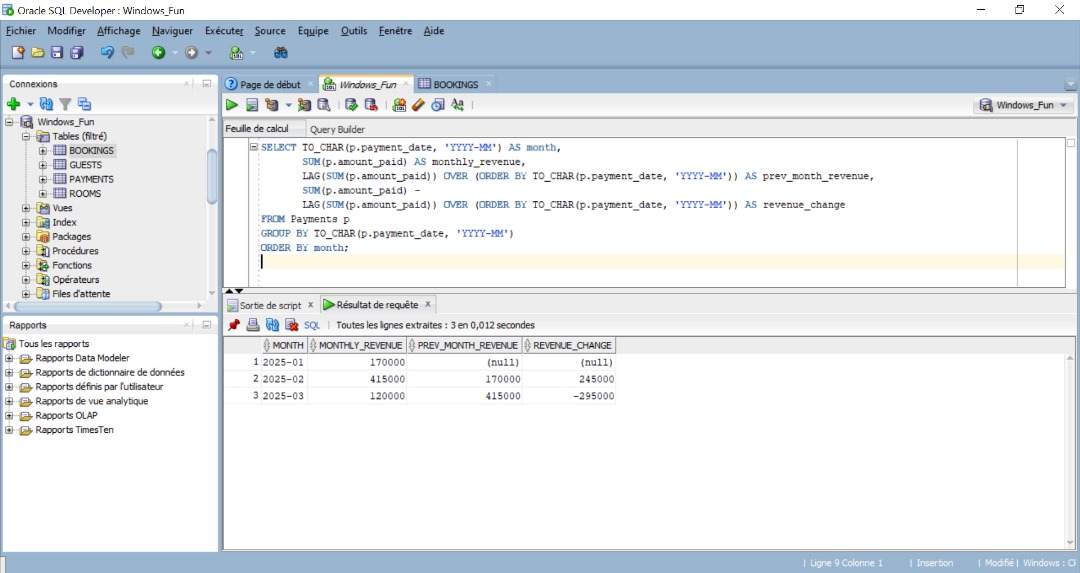 Oracle SQL Developer : Windows_Fun
Fichier Modifier Affichage Naviguer Exécuter Source Equipe Outils Fenêtre Aide
Connexions
Windows_Fun
Tables (filtré)
BOOKINGS
GUESTS
PAYMENTS
ROOMS
Vues
Index
Packages
Procédures
Fonctions
Opérateurs
Files d'attente
Rapports
Tous les rapports
Rapports Data Modeler
Rapports de dictionnaire de données
Rapports définis par l'utilisateur
Rapports de vue analytique
Rapports OLAP
Rapports TimesTen
Page de début Windows_Fun BOOKINGS
Windows_Fun
Feuille de calcul Query Builder
SELECT TO_CHAR(p.payment_date, 'YYYY-MM') AS month,
SUM(p.amount_paid) AS monthly_revenue,
LAG(SUM(p.amount_paid)) OVER (ORDER BY TO_CHAR(p.payment_date, 'YYYY-MM')) AS prev_month_revenue,
SUM(p.amount_paid) -
LAG(SUM(p.amount_paid)) OVER (ORDER BY TO_CHAR(p.payment_date, 'YYYY-MM')) AS revenue_change
FROM Payments p
GROUP BY TO_CHAR(p.payment_date, 'YYYY-MM')
ORDER BY month;
Sortie de script x Résultat de requête x
SQL | Toutes les lignes extraites : 3 en 0,012 secondes
MONTH MONTHLY_REVENUE PREV_MONTH_REVENUE REVENUE_CHANGE
1 2025-01 170000 (null) (null)
2 2025-02 415000 170000 245000
3 2025-03 120000 415000 -295000
Ligne 9 Colonne 1 | Insertion | Modifié | Windows : Cl